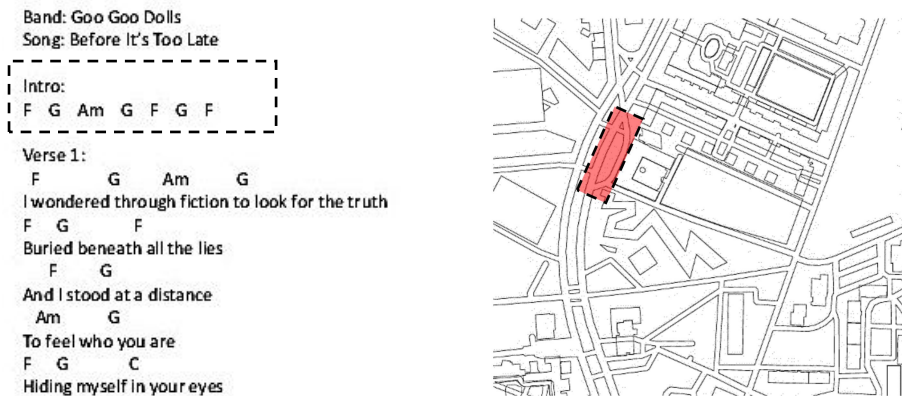 Band: Goo Goo Dolls
Song: Before It's Too Late
Intro:
F G Am G F G F
Verse 1:
F G Am G
I wondered through fiction to look for the truth
F G F
Buried beneath all the lies
F G
And I stood at a distance
Am G
To feel who you are
F G C
Hiding myself in your eyes